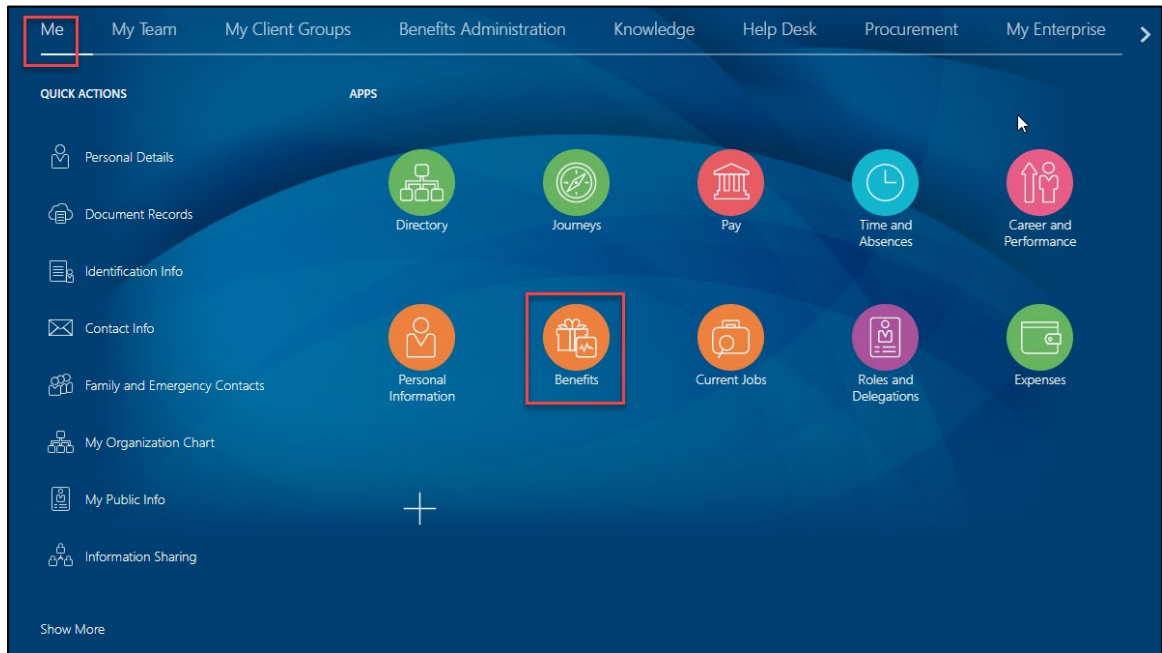 Me My Team My Client Groups Benefits Administration Knowledge Help Desk Procurement My Enterprise
QUICK ACTIONS
Personal Details
Document Records
Identification Info
Contact Info
Family and Emergency Contacts
My Organization Chart
My Public Info
Information Sharing
Show More
APPS
Directory
Journeys
Pay
Time and
Absences
Career and
Performance
Personal
Information
Benefits
Current Jobs
Roles and
Delegations
Expenses